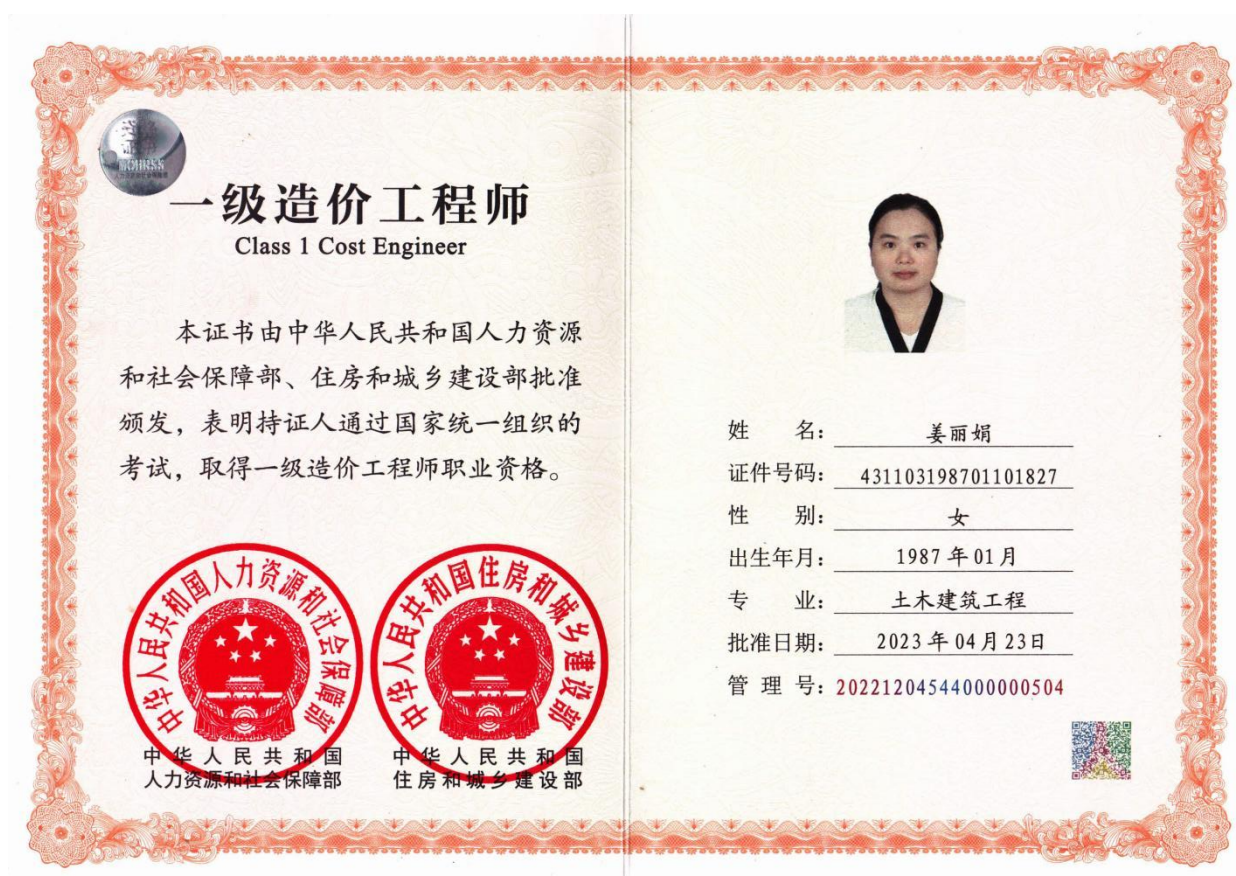 一级造价工程师
Class 1 Cost Engineer
本证书由中华人民共和国人力资源
和社会保障部、住房和城乡建设部批准
颁发，表明持证人通过国家统一组织的
考试，取得一级造价工程师职业资格。
中华人民共和国人力资源和社会保障部
中华人民共和国住房和城乡建设部
中华人民共和国
人力资源和社会保障部
中华人民共和国
住房和城乡建设部
姓 名：姜丽娟
证件号码：431103198701101827
性 别：女
出生年月：1987年01月
专 业：土木建筑工程
批准日期：2023年04月23日
管 理 号：20221204544000000504